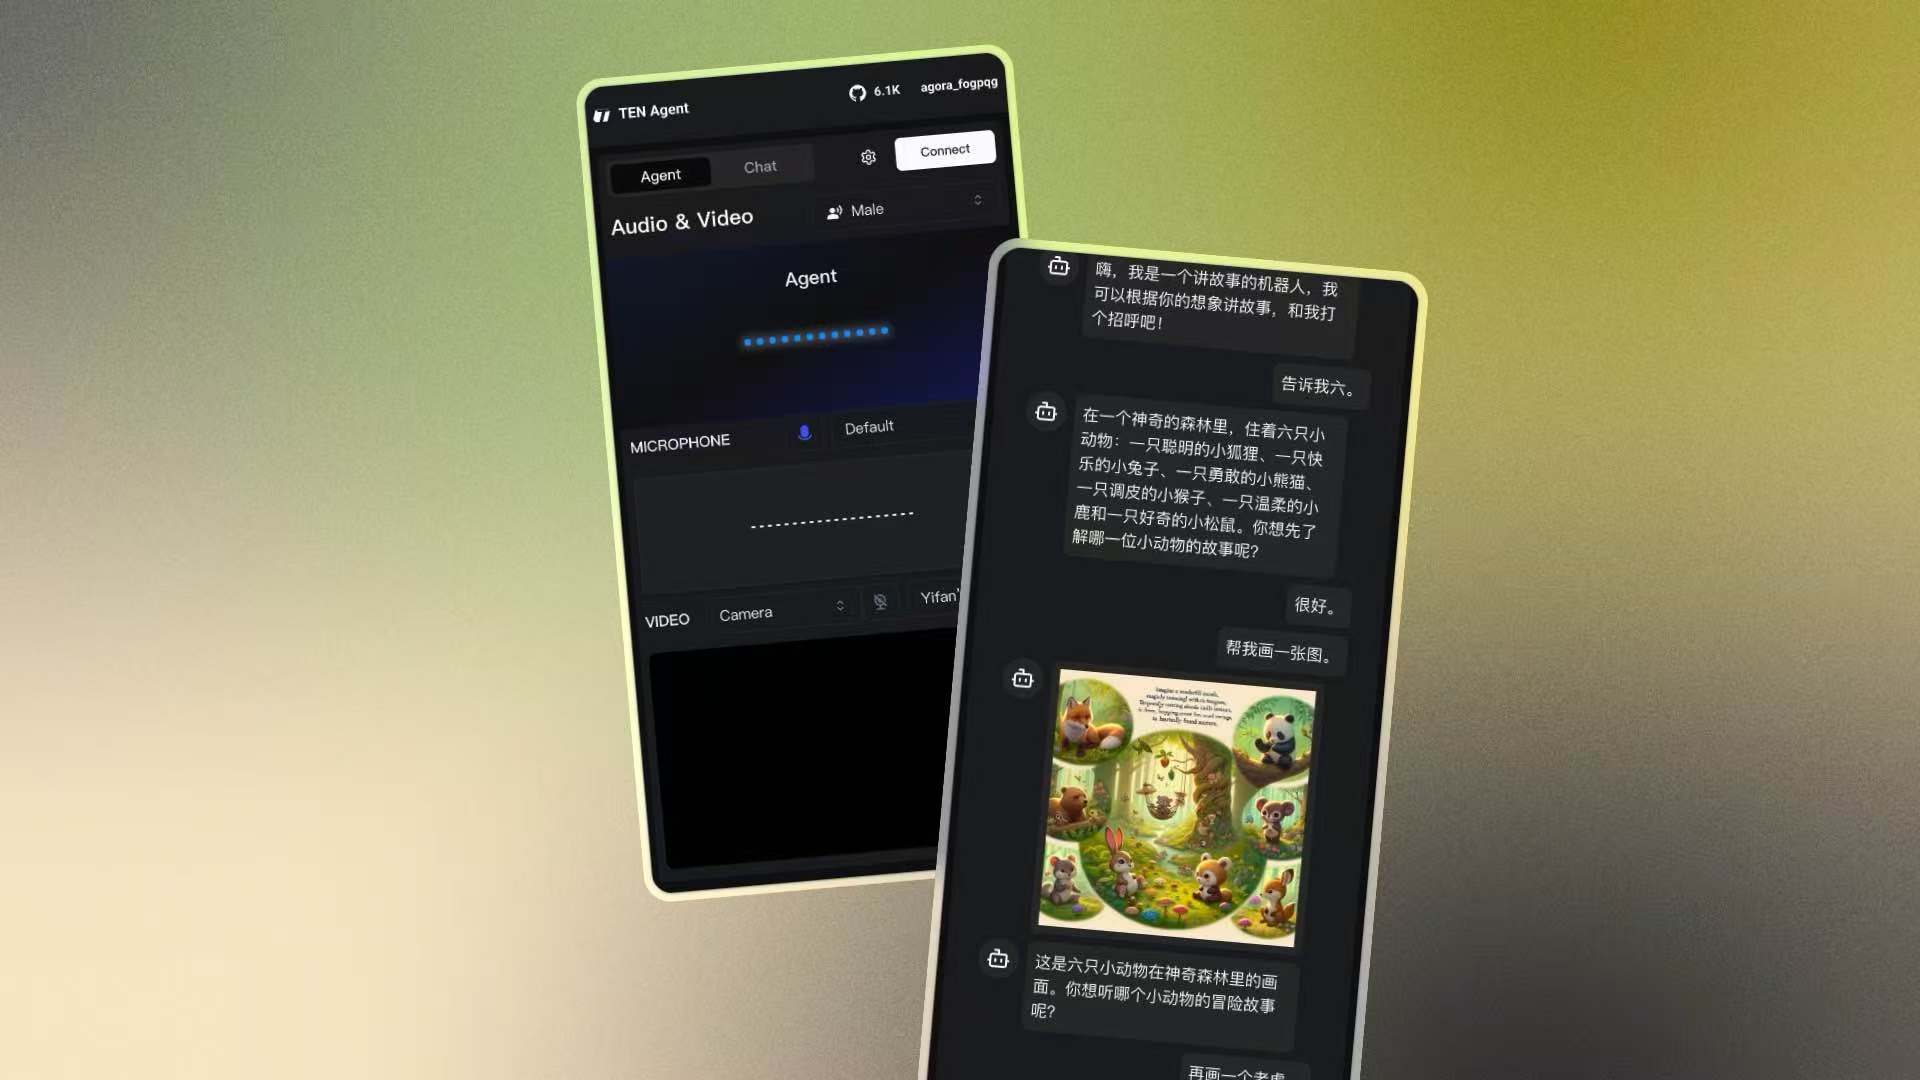 TEN Agent
6.1K
agora_fogpqg
Agent
Chat
Connect
Audio & Video
Male
Agent
MICROPHONE
Default
VIDEO
Camera
Yifan'
嗨，我是一个讲故事的机器人，我
可以根据你的想象讲故事，和我打
个招呼吧！
告诉我六。
在一个神奇的森林里，住着六只小
动物：一只聪明的小狐狸、一只快
乐的小兔子、一只勇敢的小熊猫、
一只调皮的小猴子、一只温柔的小
鹿和一只好奇的小松鼠。你想先了
解哪一位小动物的故事呢？
很好。
帮我画一张图。
这是六只小动物在神奇森林里的画
面。你想听哪个小动物的冒险故事
呢？
再画一个老虎